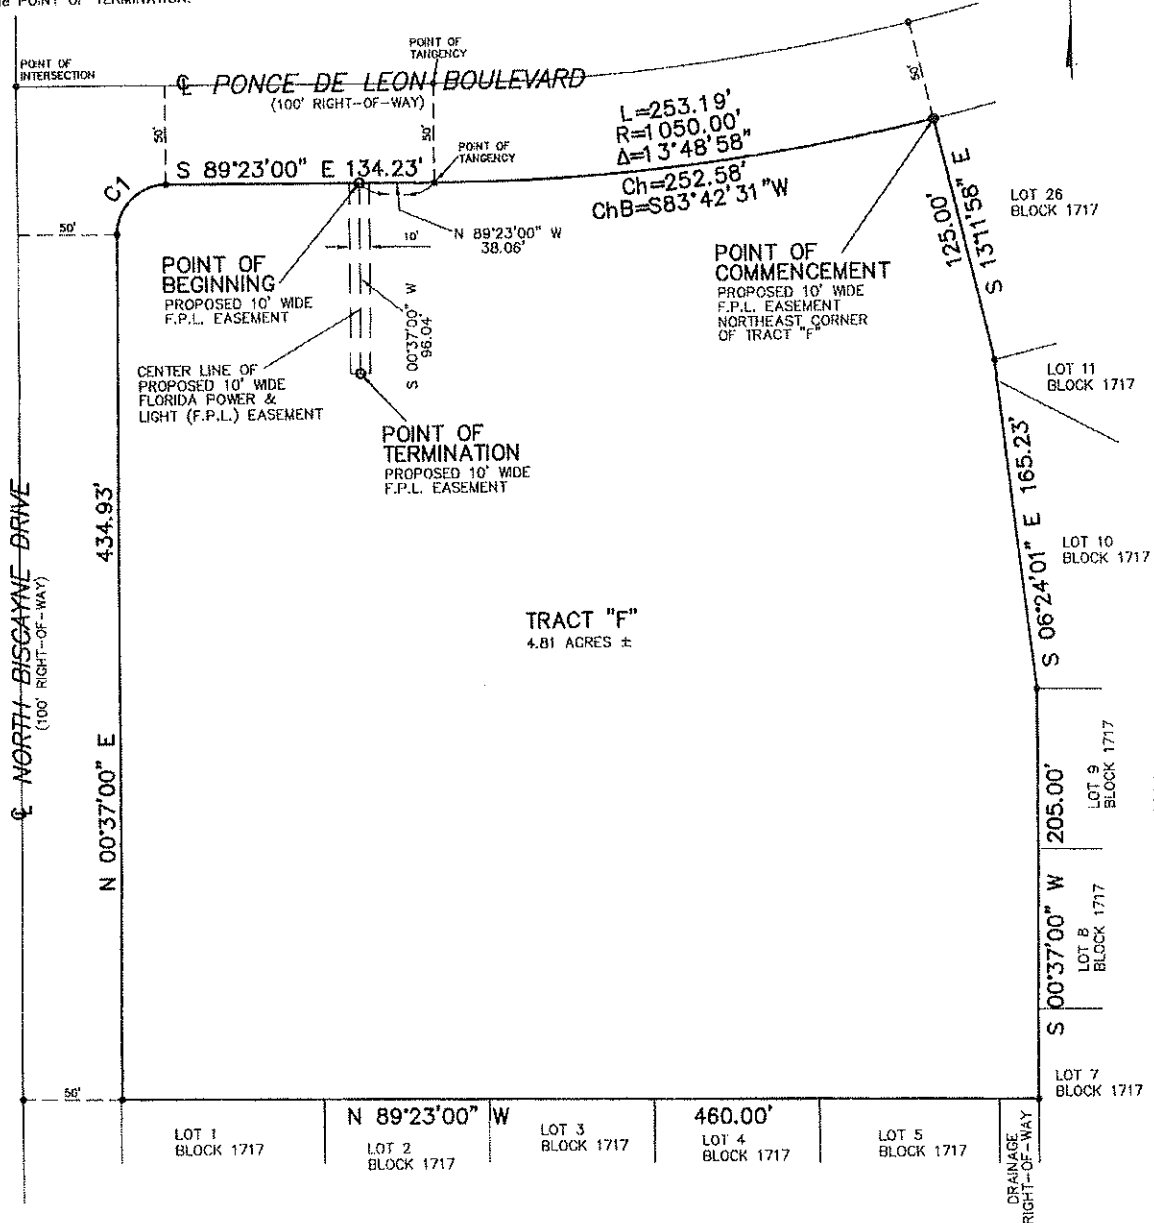 POINT OF TERMINATION.
POINT OF
INTERSECTION
POINT OF
TANGENCY
℄ PONCE DE LEON BOULEVARD
(100' RIGHT-OF-WAY)
50'
50'
50'
POINT OF
TANGENCY
L=253.19'
R=1050.00'
Δ=13°48'58"
Ch=252.58'
ChB=S83°42'31"W
S 89°23'00" E 134.23'
C1
50'
10'
N 89°23'00" W
38.06'
POINT OF
BEGINNING
PROPOSED 10' WIDE
F.P.L. EASEMENT
S 00°37'00" W
96.04'
CENTER LINE OF
PROPOSED 10' WIDE
FLORIDA POWER &
LIGHT (F.P.L.) EASEMENT
POINT OF
TERMINATION
PROPOSED 10' WIDE
F.P.L. EASEMENT
POINT OF
COMMENCEMENT
PROPOSED 10' WIDE
F.P.L. EASEMENT
NORTHEAST CORNER
OF TRACT "F"
125.00'
S 13°11'58" E
LOT 26
BLOCK 1717
LOT 11
BLOCK 1717
S 06°24'01" E 165.23'
LOT 10
BLOCK 1717
℄ NORTH BISCAYNE DRIVE
(100' RIGHT-OF-WAY)
N 00°37'00" E 434.93'
TRACT "F"
4.81 ACRES ±
S 00°37'00" W 205.00'
LOT 9
BLOCK 1717
LOT 8
BLOCK 1717
LOT 7
BLOCK 1717
50'
N 89°23'00" W 460.00'
LOT 1
BLOCK 1717
LOT 2
BLOCK 1717
LOT 3
BLOCK 1717
LOT 4
BLOCK 1717
LOT 5
BLOCK 1717
DRAINAGE
RIGHT-OF-WAY